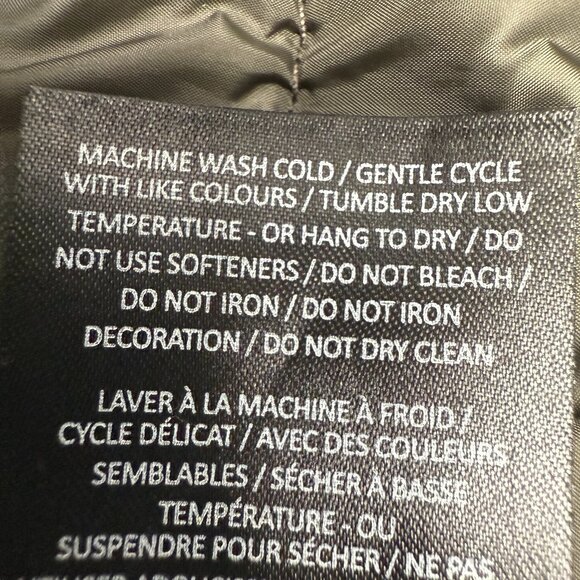 MACHINE WASH COLD / GENTLE CYCLE
WITH LIKE COLOURS / TUMBLE DRY LOW
TEMPERATURE - OR HANG TO DRY / DO
NOT USE SOFTENERS / DO NOT BLEACH /
DO NOT IRON / DO NOT IRON
DECORATION / DO NOT DRY CLEAN
LAVER À LA MACHINE À FROID /
CYCLE DÉLICAT / AVEC DES COULEURS
SEMBLABLES / SÉCHER À BASSE
TEMPÉRATURE - OU
SUSPENDRE POUR SÉCHER / NE PAS